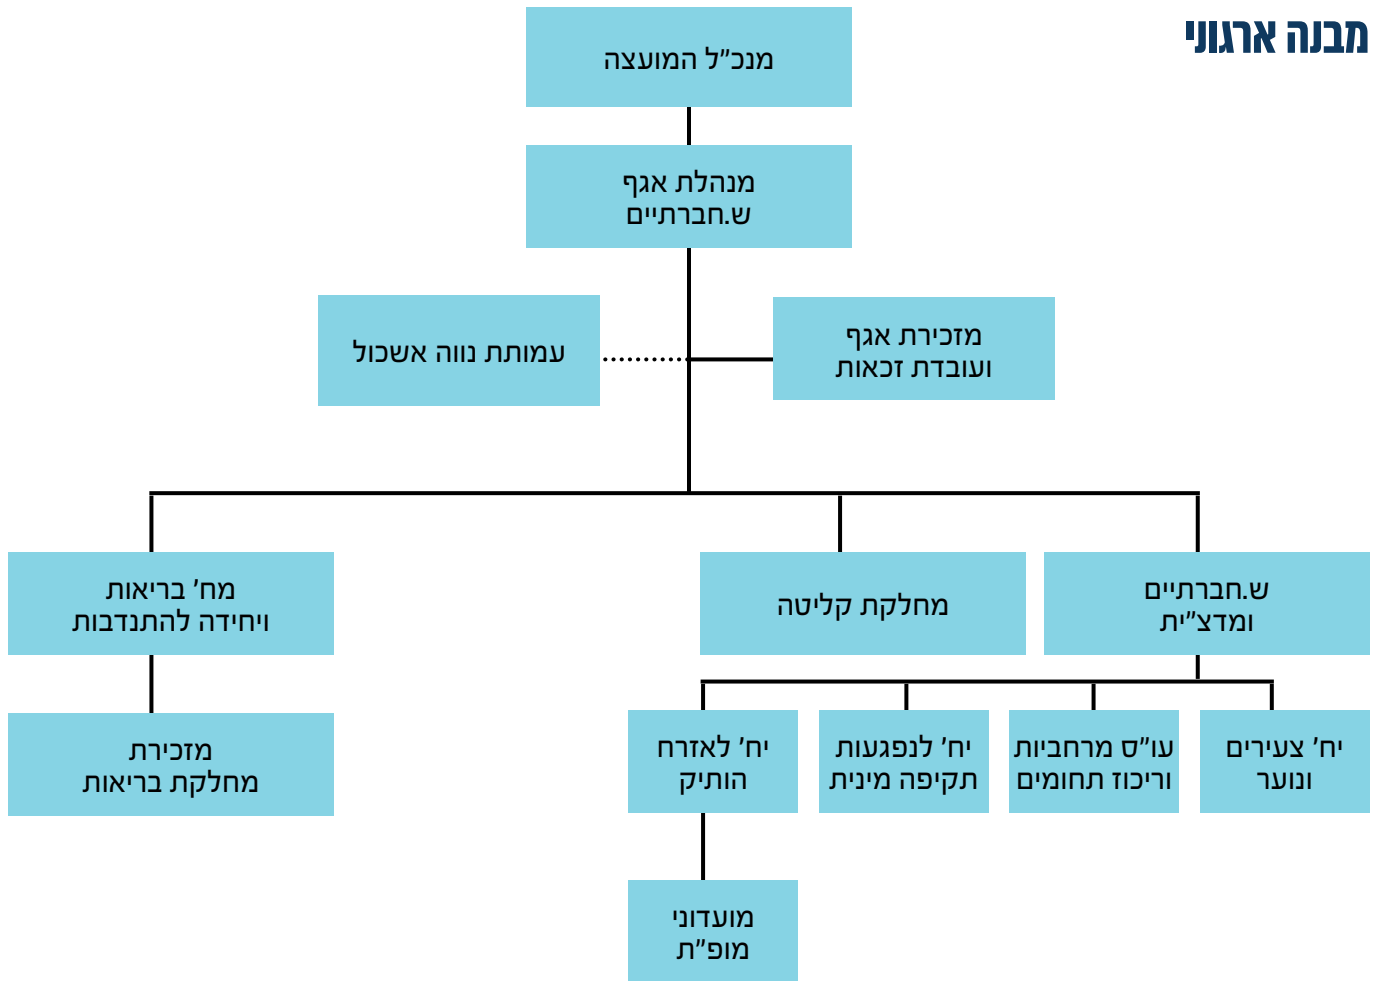 מבנה ארגוני
מנכ״ל המועצה
מנהלת אגף
ש.חברתיים
מזכירת אגף
ועובדת זכאות
עמותת נווה אשכול
ש.חברתיים
ומדצ״ית
מחלקת קליטה
מח׳ בריאות
ויחידה להתנדבות
יח׳ צעירים
ונוער
עו״ס מרחביות
וריכוז תחומים
יח׳ לנפגעות
תקיפה מינית
יח׳ לאזרח
הותיק
מזכירת
מחלקת בריאות
מועדוני
מופ״ת